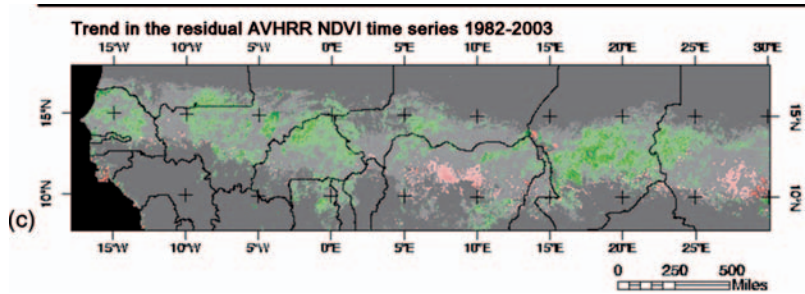 Trend in the residual AVHRR NDVI time series 1982-2003
15°W 10°W 5°W 0°E 5°E 10°E 15°E 20°E 25°E 30°E
15°N 15°N
10°N 10°N
(c)
15°W 10°W 5°W 0°E 5°E 10°E 15°E 20°E 25°E 30°E
0 250 500
Miles